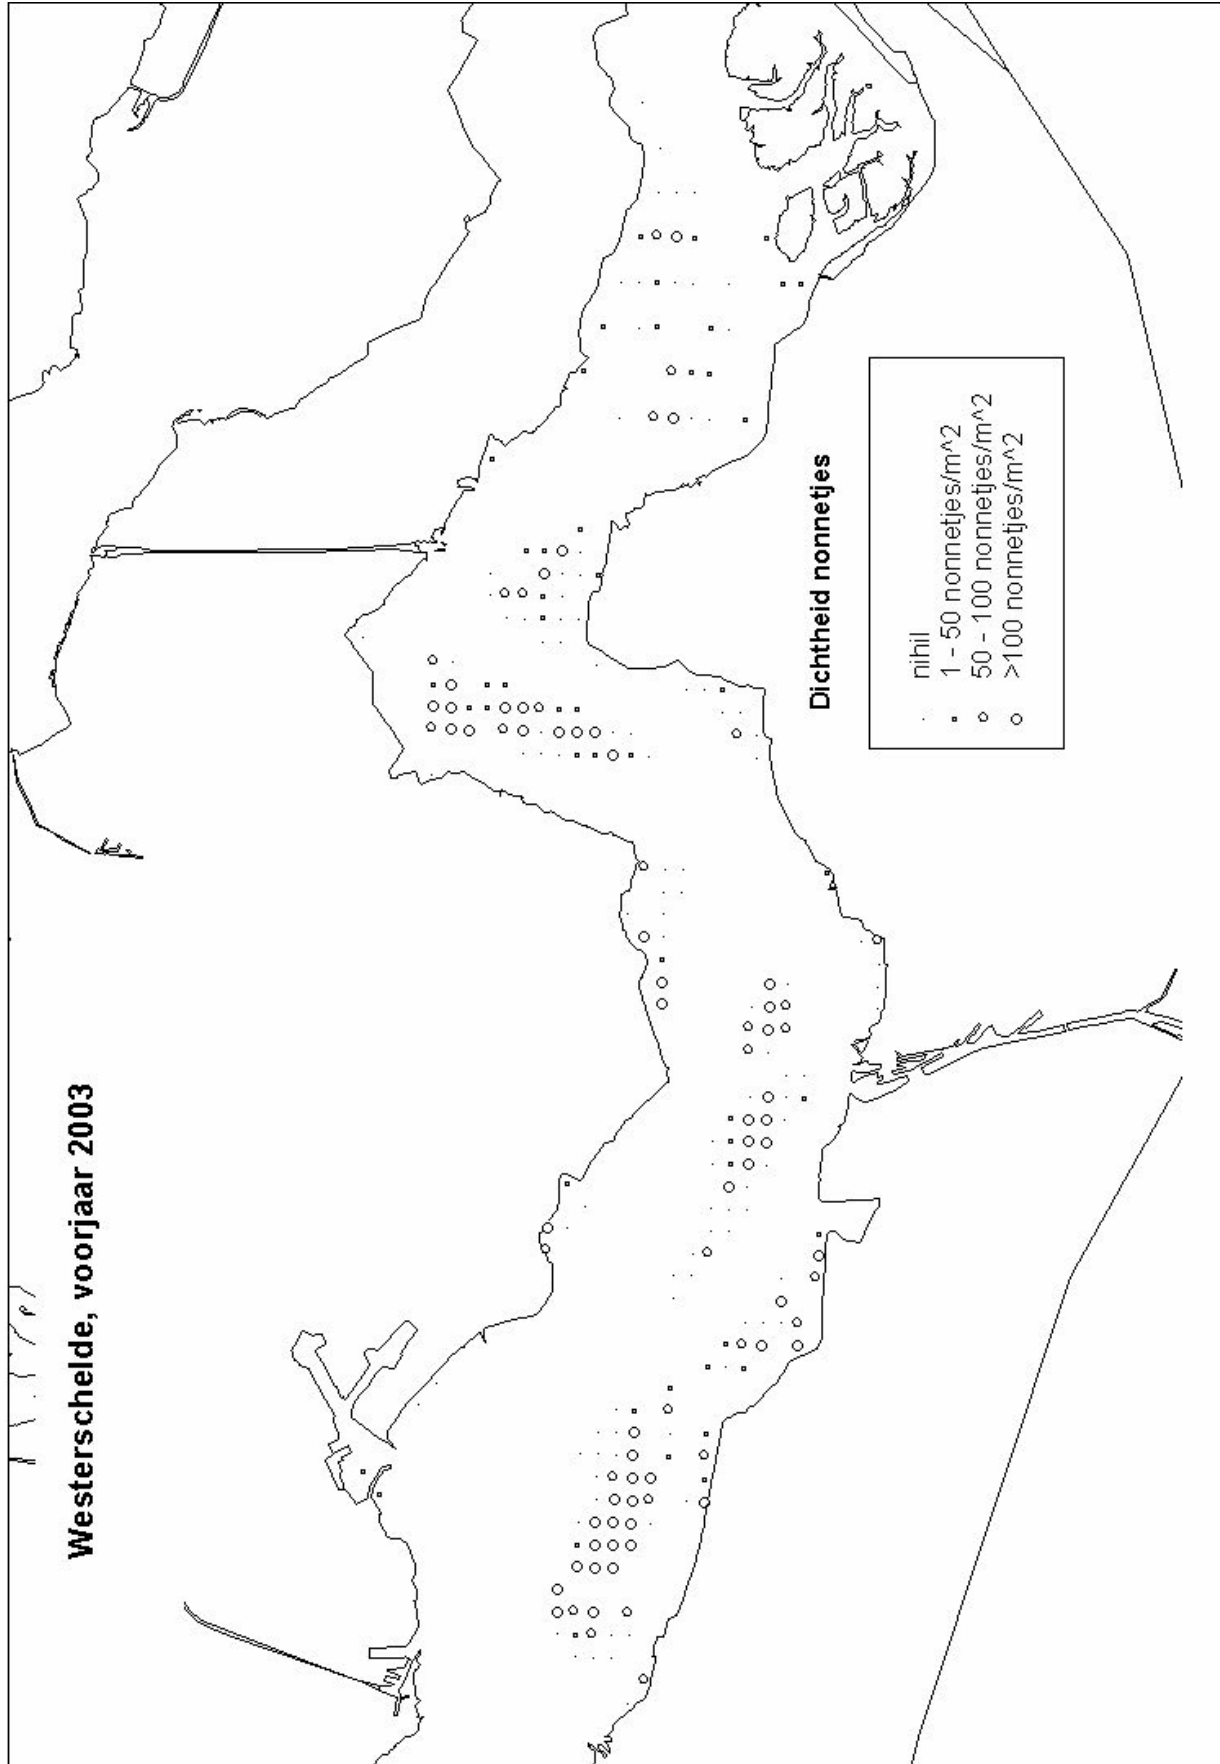 Westerschelde, voorjaar 2003
Dichtheid nonnetjes
nihil
1 - 50 nonnetjes/m^2
50 - 100 nonnetjes/m^2
>100 nonnetjes/m^2